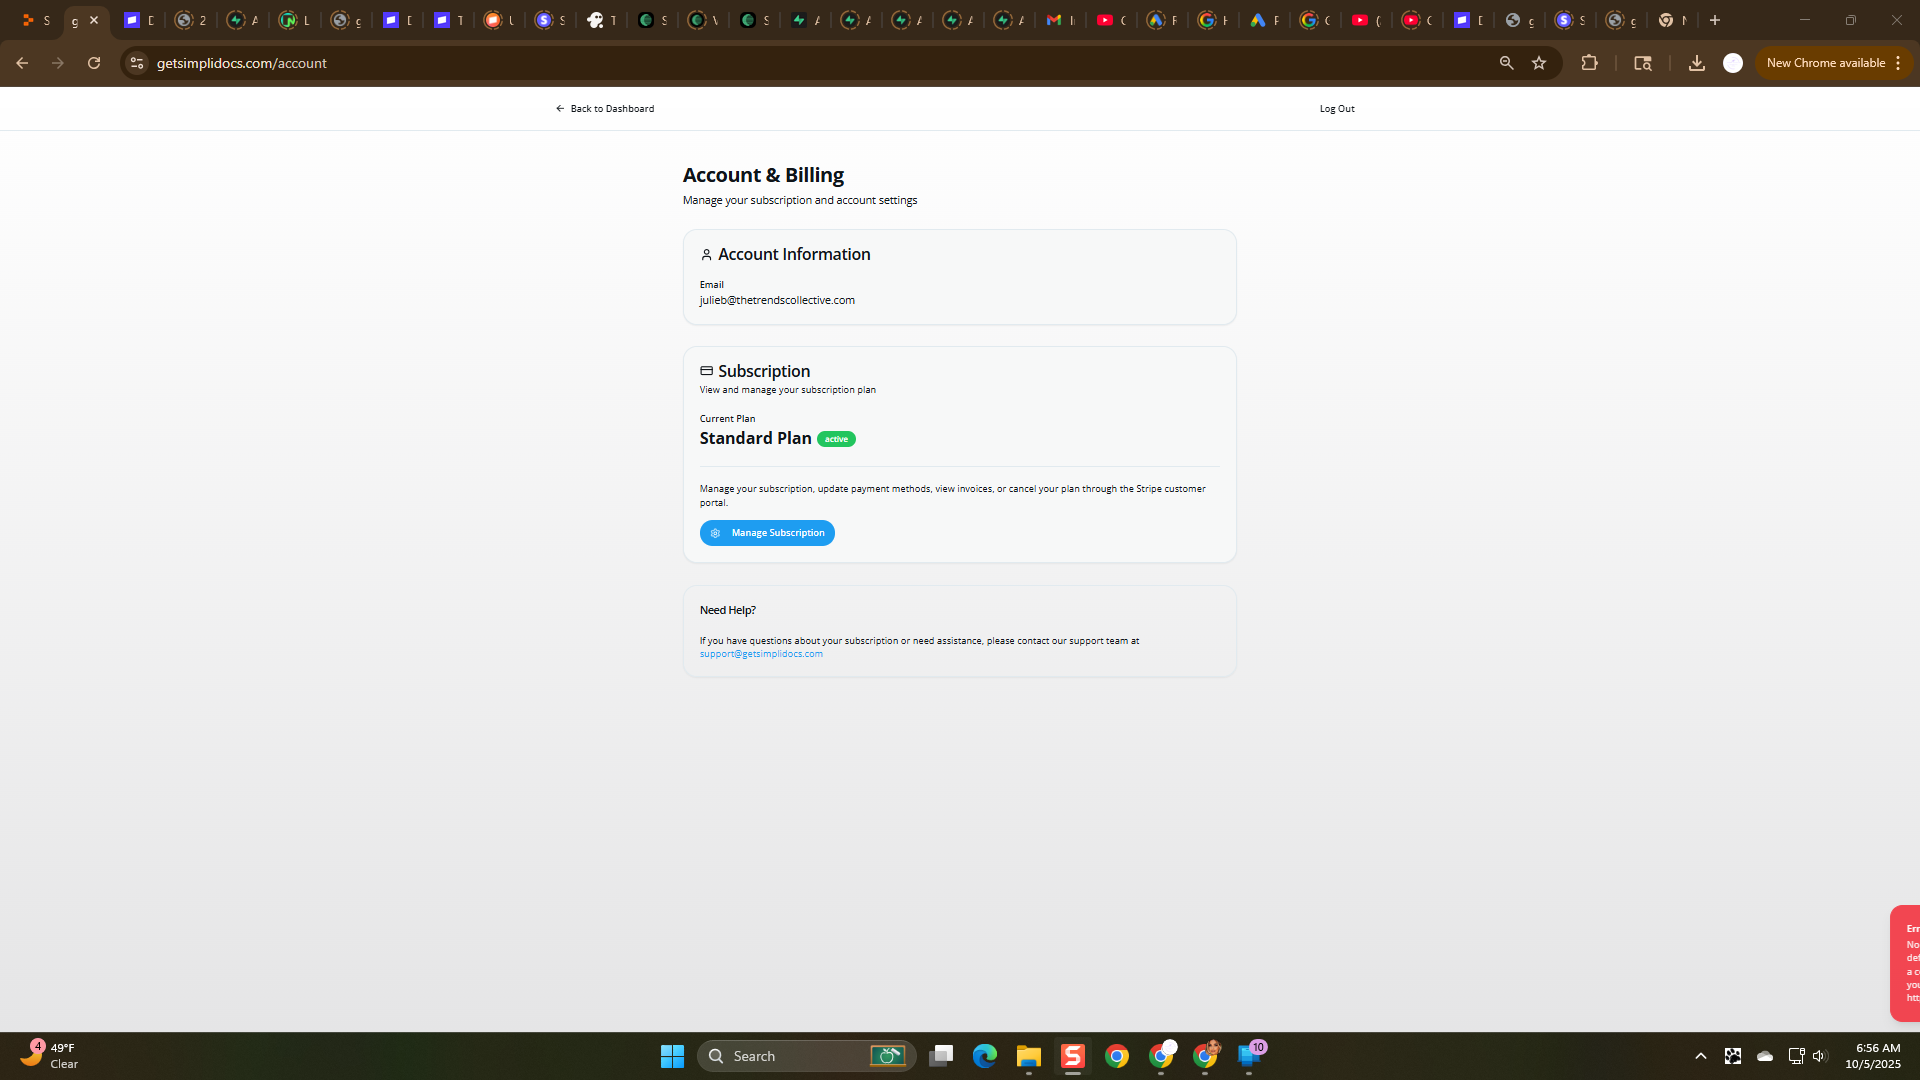 getsimplidocs.com/account
New Chrome available
Back to Dashboard
Log Out
Account & Billing
Manage your subscription and account settings
Account Information
Email
julieb@thetrendscollective.com
Subscription
View and manage your subscription plan
Current Plan
Standard Plan active
Manage your subscription, update payment methods, view invoices, or cancel your plan through the Stripe customer
portal.
Manage Subscription
Need Help?
If you have questions about your subscription or need assistance, please contact our support team at
support@getsimplidocs.com
4
49°F
Clear
Search
10
6:56 AM
10/5/2025